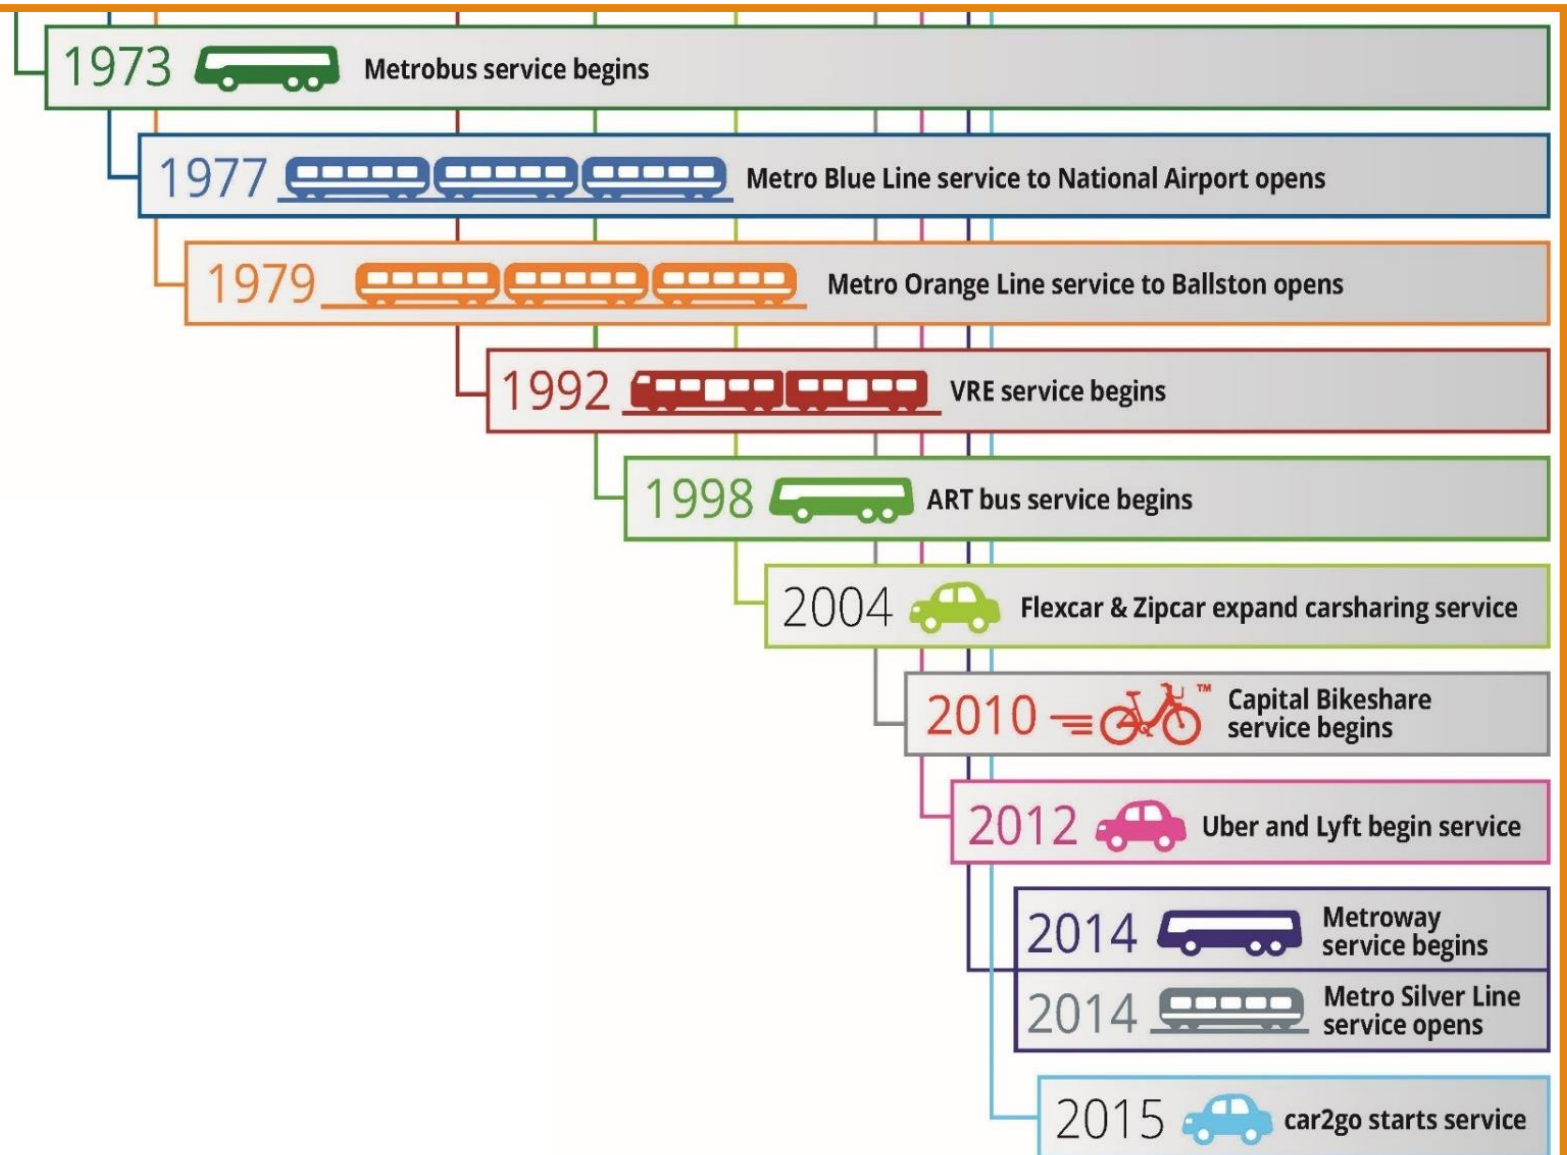 1973 Metrobus service begins
1977 Metro Blue Line service to National Airport opens
1979 Metro Orange Line service to Ballston opens
1992 VRE service begins
1998 ART bus service begins
2004 Flexcar & Zipcar expand carsharing service
2010 ™ Capital Bikeshare
service begins
2012 Uber and Lyft begin service
2014 Metroway
service begins
2014 Metro Silver Line
service opens
2015 car2go starts service